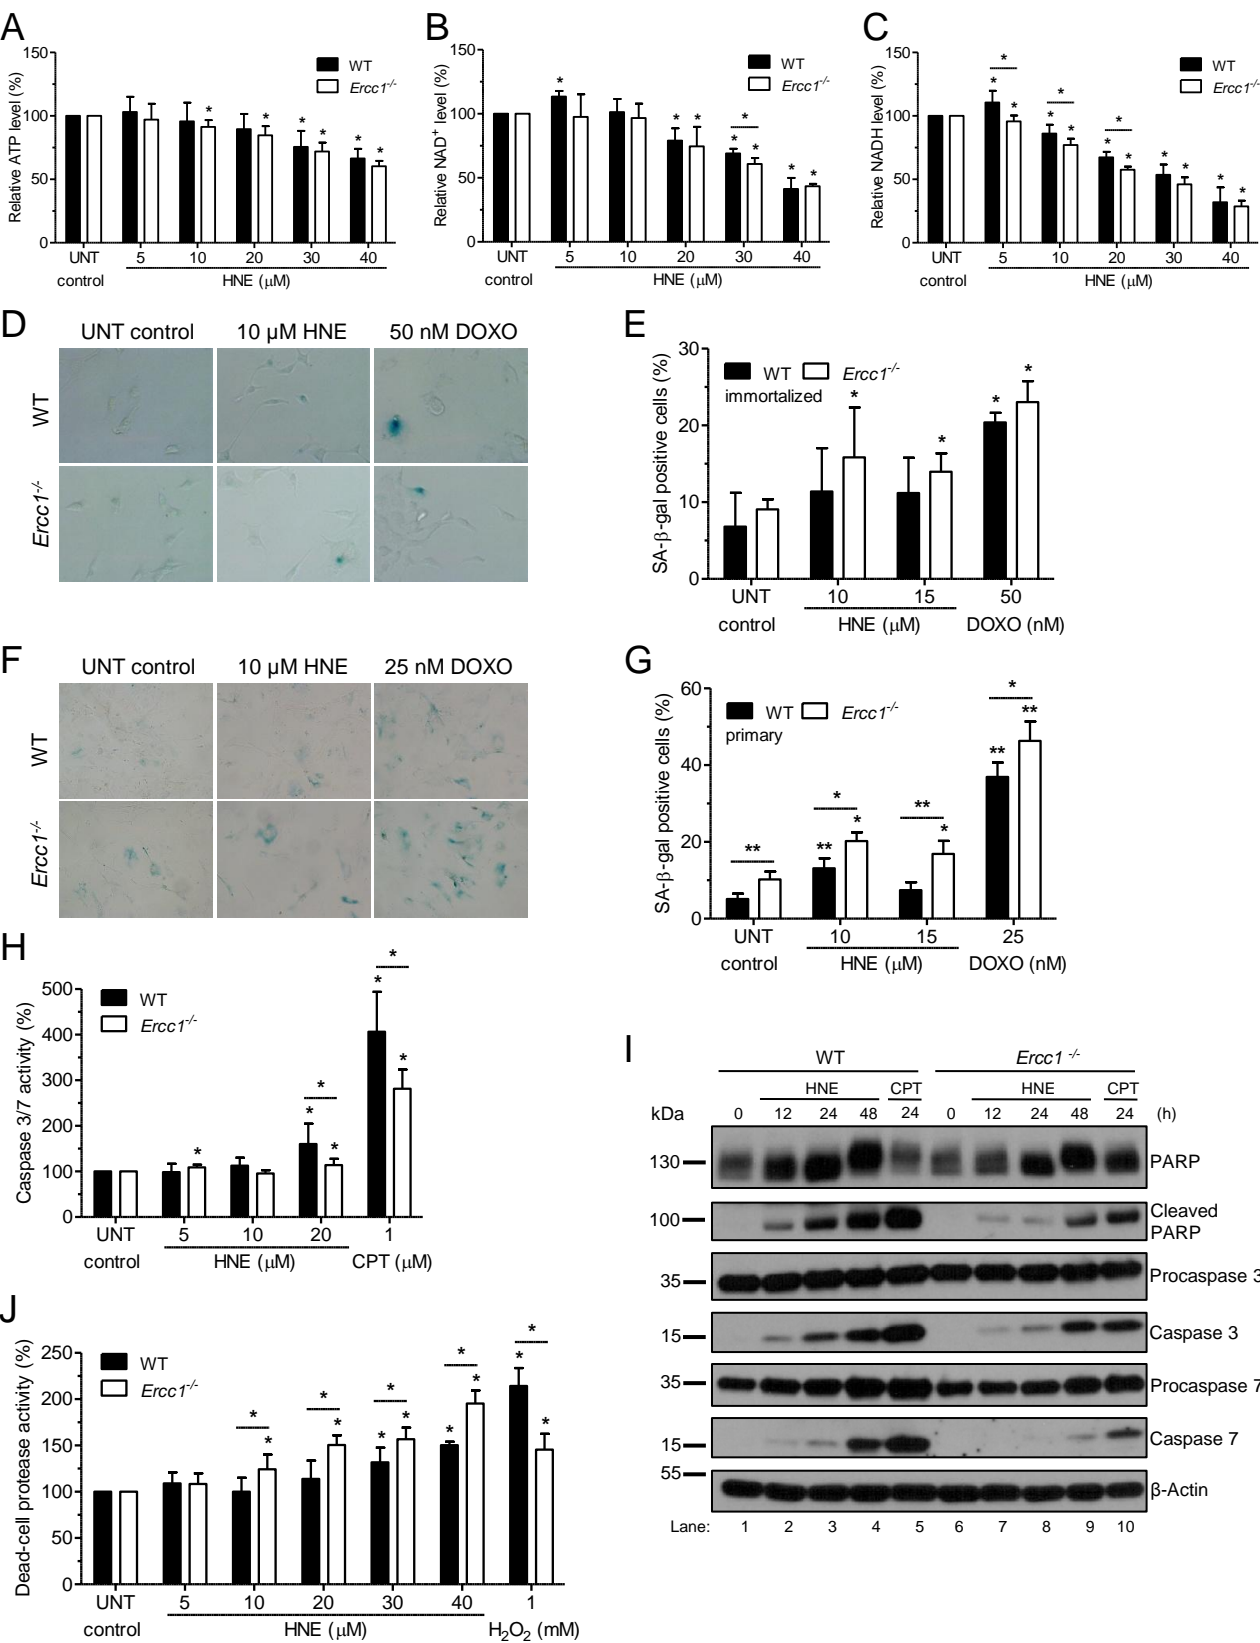 A
150
100
50
0
Relative ATP level (%)
WT
Ercc1-/-
* * * * * *
UNT 5 10 20 30 40
control HNE (μM)
B
150
100
50
0
Relative NAD+ level (%)
WT
Ercc1-/-
*
* * * * * * *
UNT 5 10 20 30 40
control HNE (μM)
C
150
100
50
0
Relative NADH level (%)
WT
Ercc1-/-
* * *
* * * * * * * * * *
UNT 5 10 20 30 40
control HNE (μM)
D
UNT control 10 μM HNE 50 nM DOXO
WT
Ercc1-/-
E
30
20
10
0
SA-β-gal positive cells (%)
WT Ercc1-/-
immortalized
* * * *
UNT 10 15 50
control HNE (μM) DOXO (nM)
F
UNT control 10 μM HNE 25 nM DOXO
WT
Ercc1-/-
G
60
40
20
0
SA-β-gal positive cells (%)
WT Ercc1-/-
primary
** * ** *
** * * ** **
UNT 10 15 25
control HNE (μM) DOXO (nM)
H
500
400
300
200
100
0
Caspase 3/7 activity (%)
WT
Ercc1-/-
* *
* * * * *
UNT 5 10 20 1
control HNE (μM) CPT (μM)
I
WT Ercc1 -/-
HNE CPT HNE CPT
kDa 0 12 24 48 24 0 12 24 48 24 (h)
130 PARP
100 Cleaved
PARP
35 Procaspase 3
15 Caspase 3
35 Procaspase 7
15 Caspase 7
55
β-Actin
Lane: 1 2 3 4 5 6 7 8 9 10
J
250
200
150
100
50
0
Dead-cell protease activity (%)
WT
Ercc1-/-
* * * * *
* * * * * * * *
UNT 5 10 20 30 40 1
control HNE (μM) H2O2 (mM)